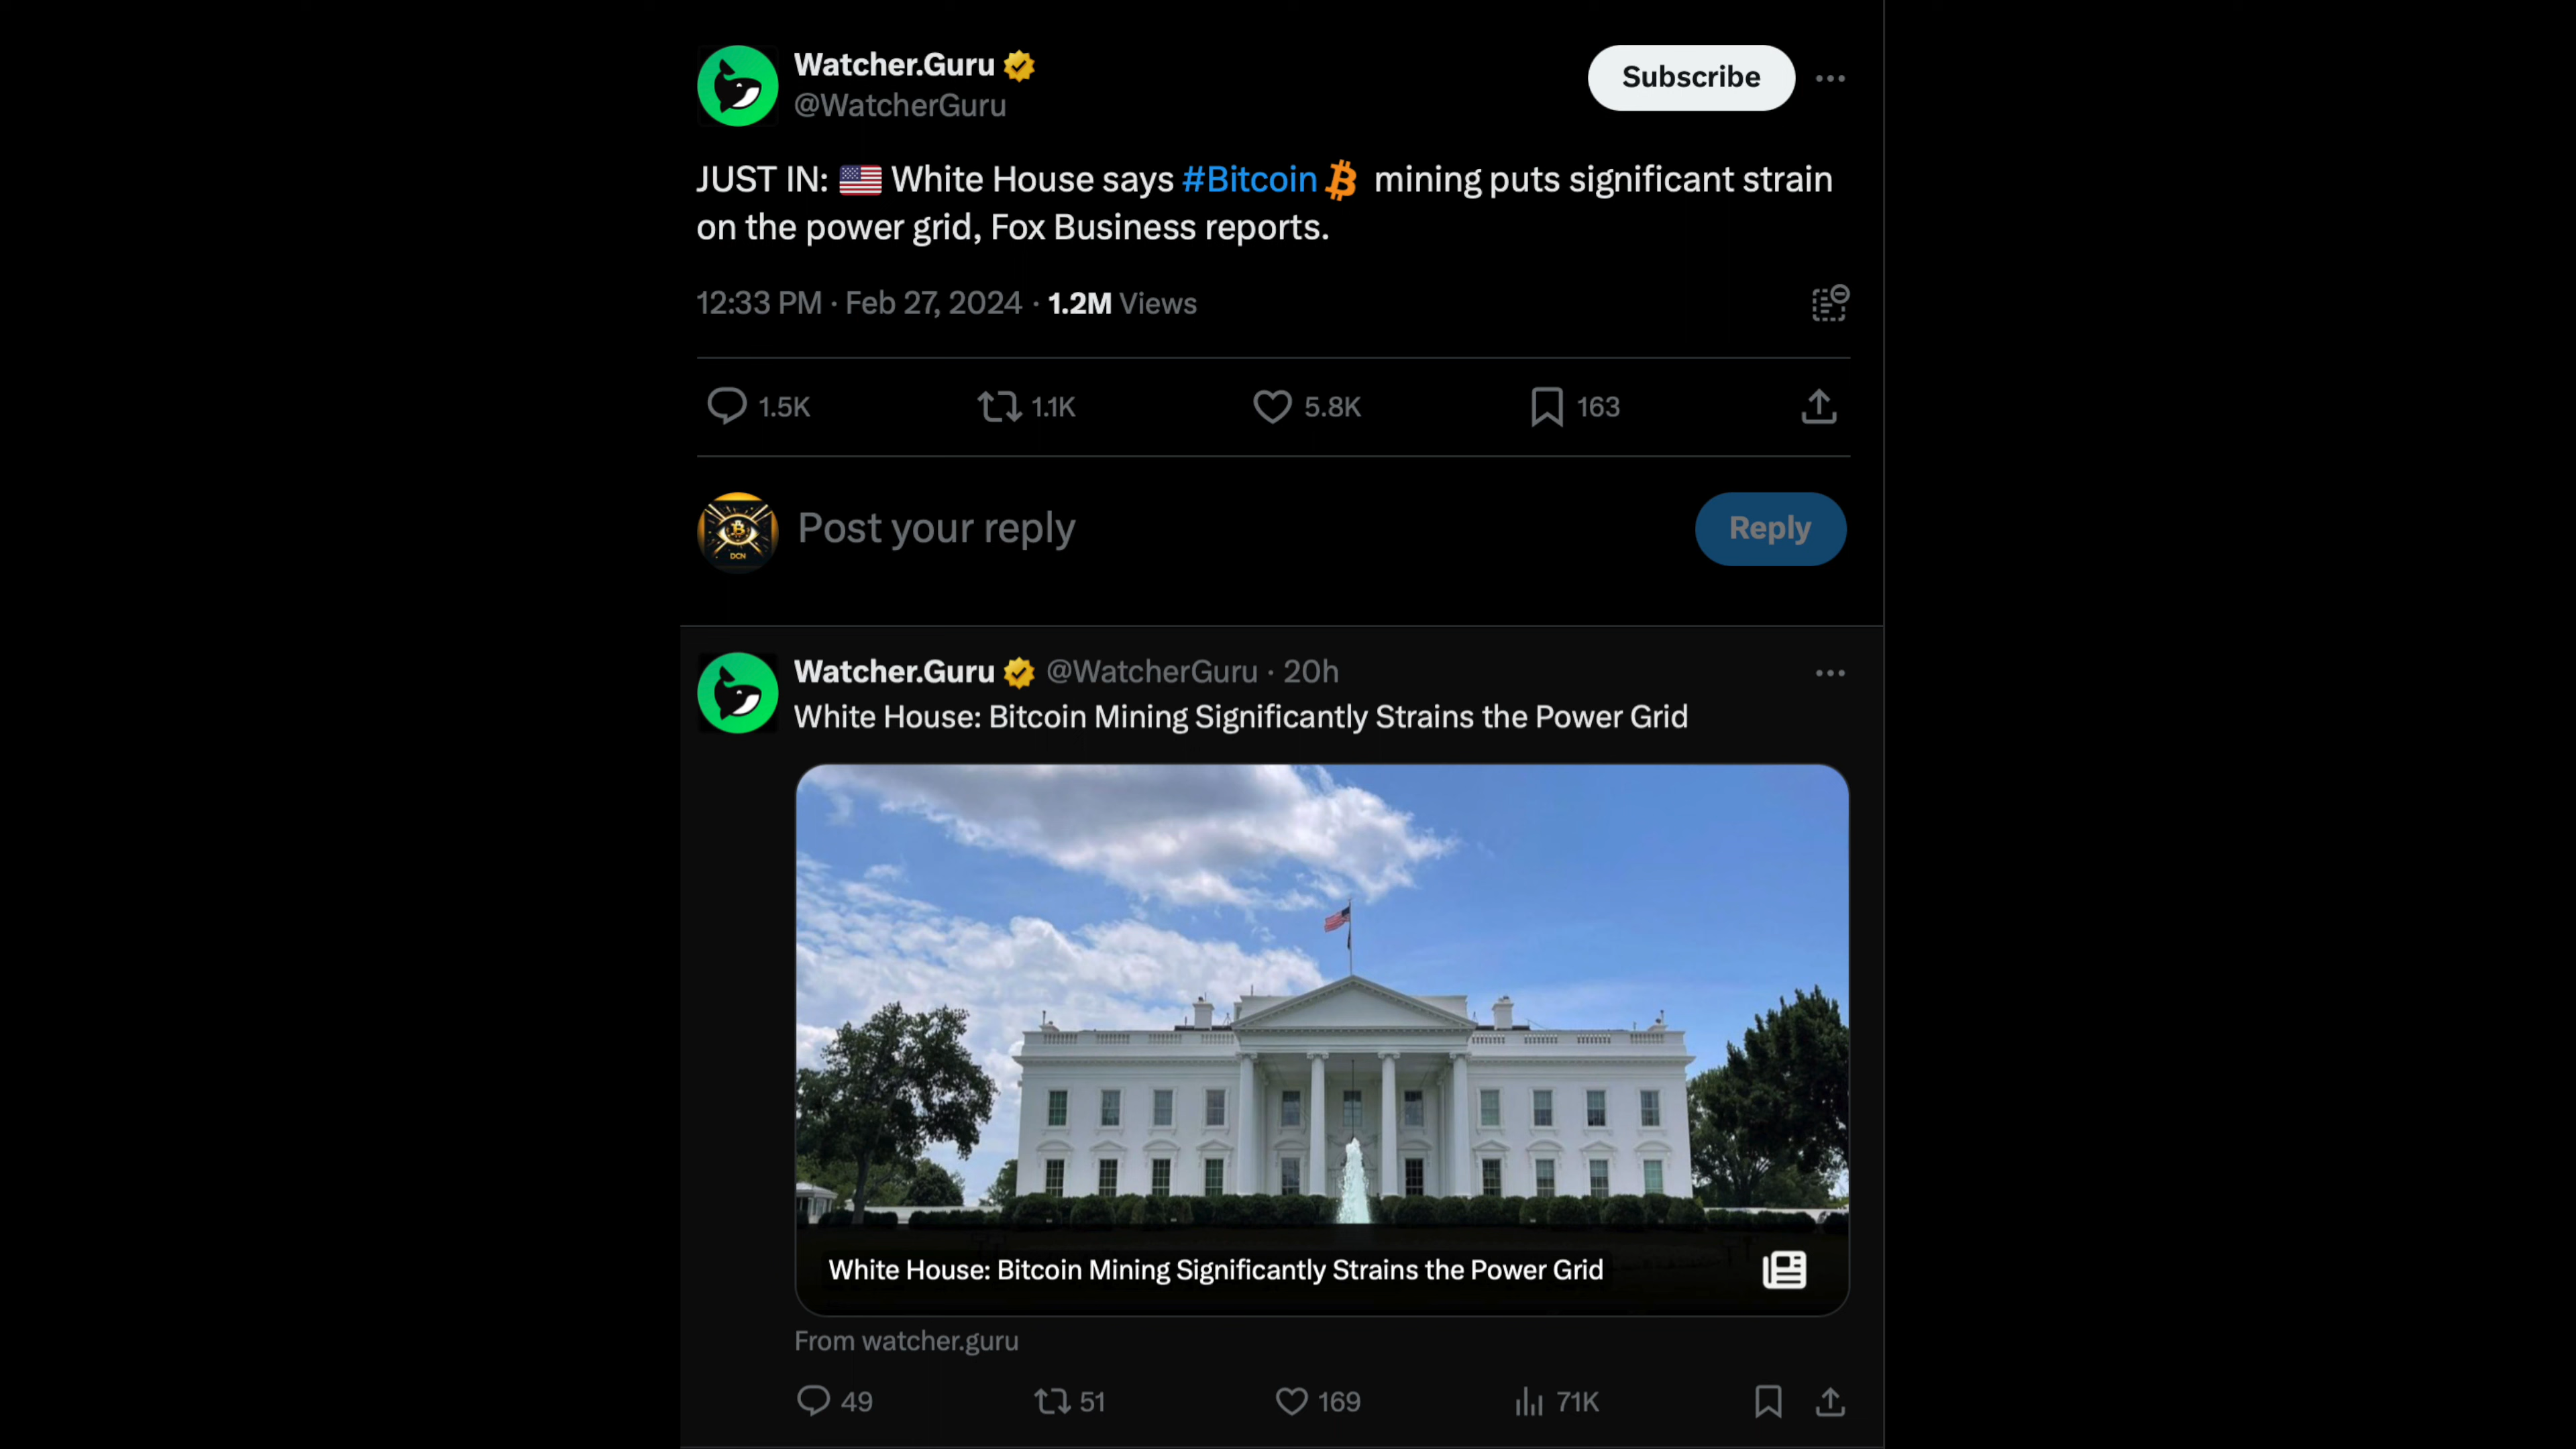 Watcher.Guru
@WatcherGuru
Subscribe
JUST IN: 🇺🇸 White House says #Bitcoin mining puts significant strain
on the power grid, Fox Business reports.
12:33 PM · Feb 27, 2024 · 1.2M Views
1.5K 1.1K 5.8K 163
DCN
Post your reply
Reply
Watcher.Guru @WatcherGuru · 20h
White House: Bitcoin Mining Significantly Strains the Power Grid
White House: Bitcoin Mining Significantly Strains the Power Grid
From watcher.guru
49 51 169 71K